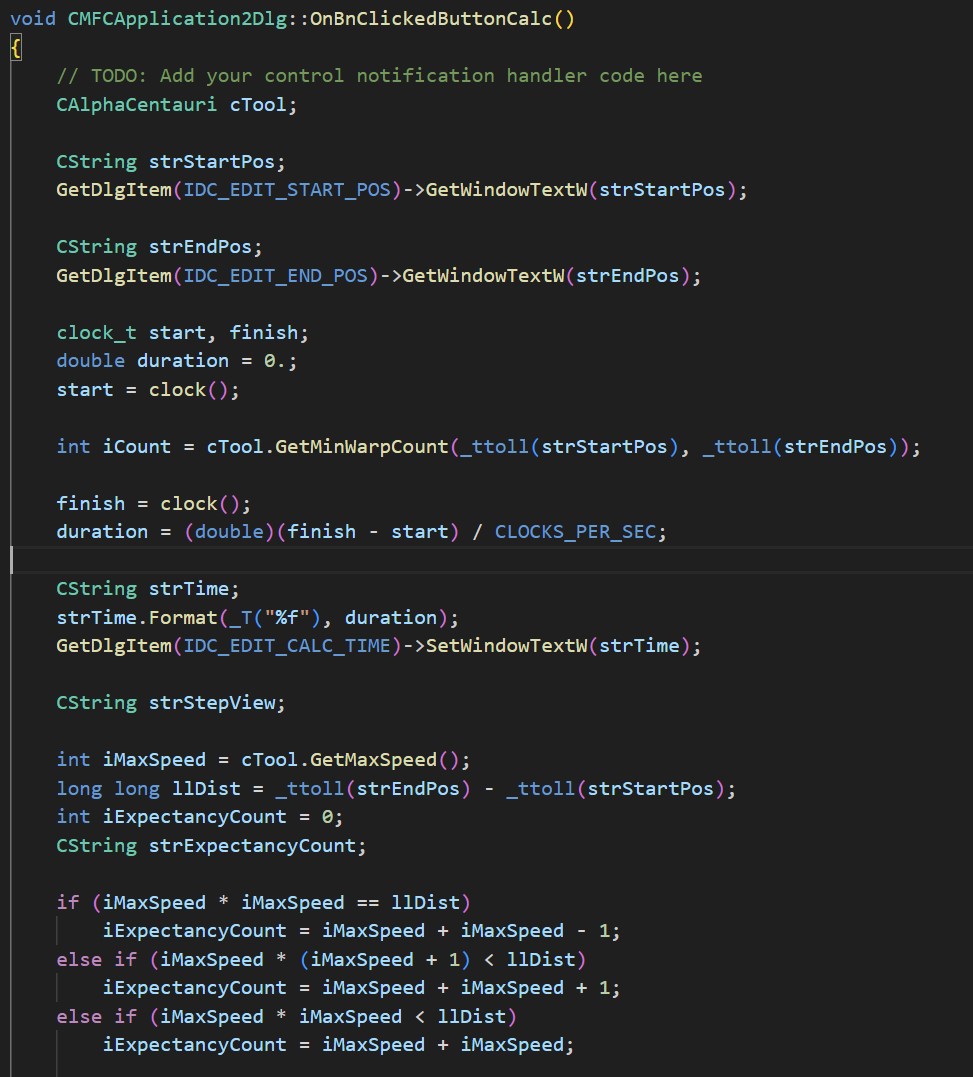 void CMFCApplication2Dlg::OnBnClickedButtonCalc()
{
// TODO: Add your control notification handler code here
CAlphaCentauri cTool;
CString strStartPos;
GetDlgItem(IDC_EDIT_START_POS)->GetWindowTextW(strStartPos);
CString strEndPos;
GetDlgItem(IDC_EDIT_END_POS)->GetWindowTextW(strEndPos);
clock_t start, finish;
double duration = 0.;
start = clock();
int iCount = cTool.GetMinWarpCount(_ttoll(strStartPos), _ttoll(strEndPos));
finish = clock();
duration = (double)(finish - start) / CLOCKS_PER_SEC;
CString strTime;
strTime.Format(_T("%f"), duration);
GetDlgItem(IDC_EDIT_CALC_TIME)->SetWindowTextW(strTime);
CString strStepView;
int iMaxSpeed = cTool.GetMaxSpeed();
long long llDist = _ttoll(strEndPos) - _ttoll(strStartPos);
int iExpectancyCount = 0;
CString strExpectancyCount;
if (iMaxSpeed * iMaxSpeed == llDist)
iExpectancyCount = iMaxSpeed + iMaxSpeed - 1;
else if (iMaxSpeed * (iMaxSpeed + 1) < llDist)
iExpectancyCount = iMaxSpeed + iMaxSpeed + 1;
else if (iMaxSpeed * iMaxSpeed < llDist)
iExpectancyCount = iMaxSpeed + iMaxSpeed;